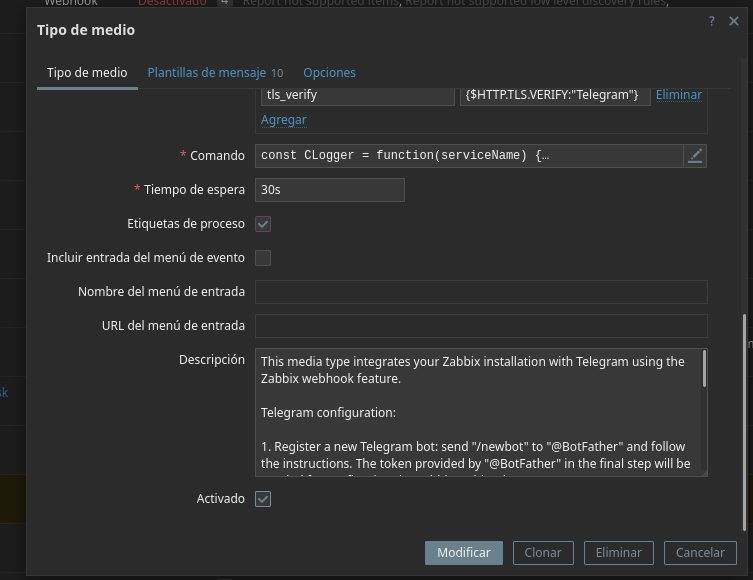 Webhook Desactivado 4 Report not supported items, Report not supported low level discovery rules,
Tipo de medio ?
Tipo de medio Plantillas de mensaje 10 Opciones
tls_verify {$HTTP.TLS.VERIFY:"Telegram"} Eliminar
Agregar
* Comando const CLogger = function(serviceName) {…
* Tiempo de espera 30s
Etiquetas de proceso
Incluir entrada del menú de evento
Nombre del menú de entrada
URL del menú de entrada
Descripción This media type integrates your Zabbix installation with Telegram using the
Zabbix webhook feature.
Telegram configuration:
1. Register a new Telegram bot: send "/newbot" to "@BotFather" and follow
the instructions. The token provided by "@BotFather" in the final step will be
Activado
Modificar Clonar Eliminar Cancelar